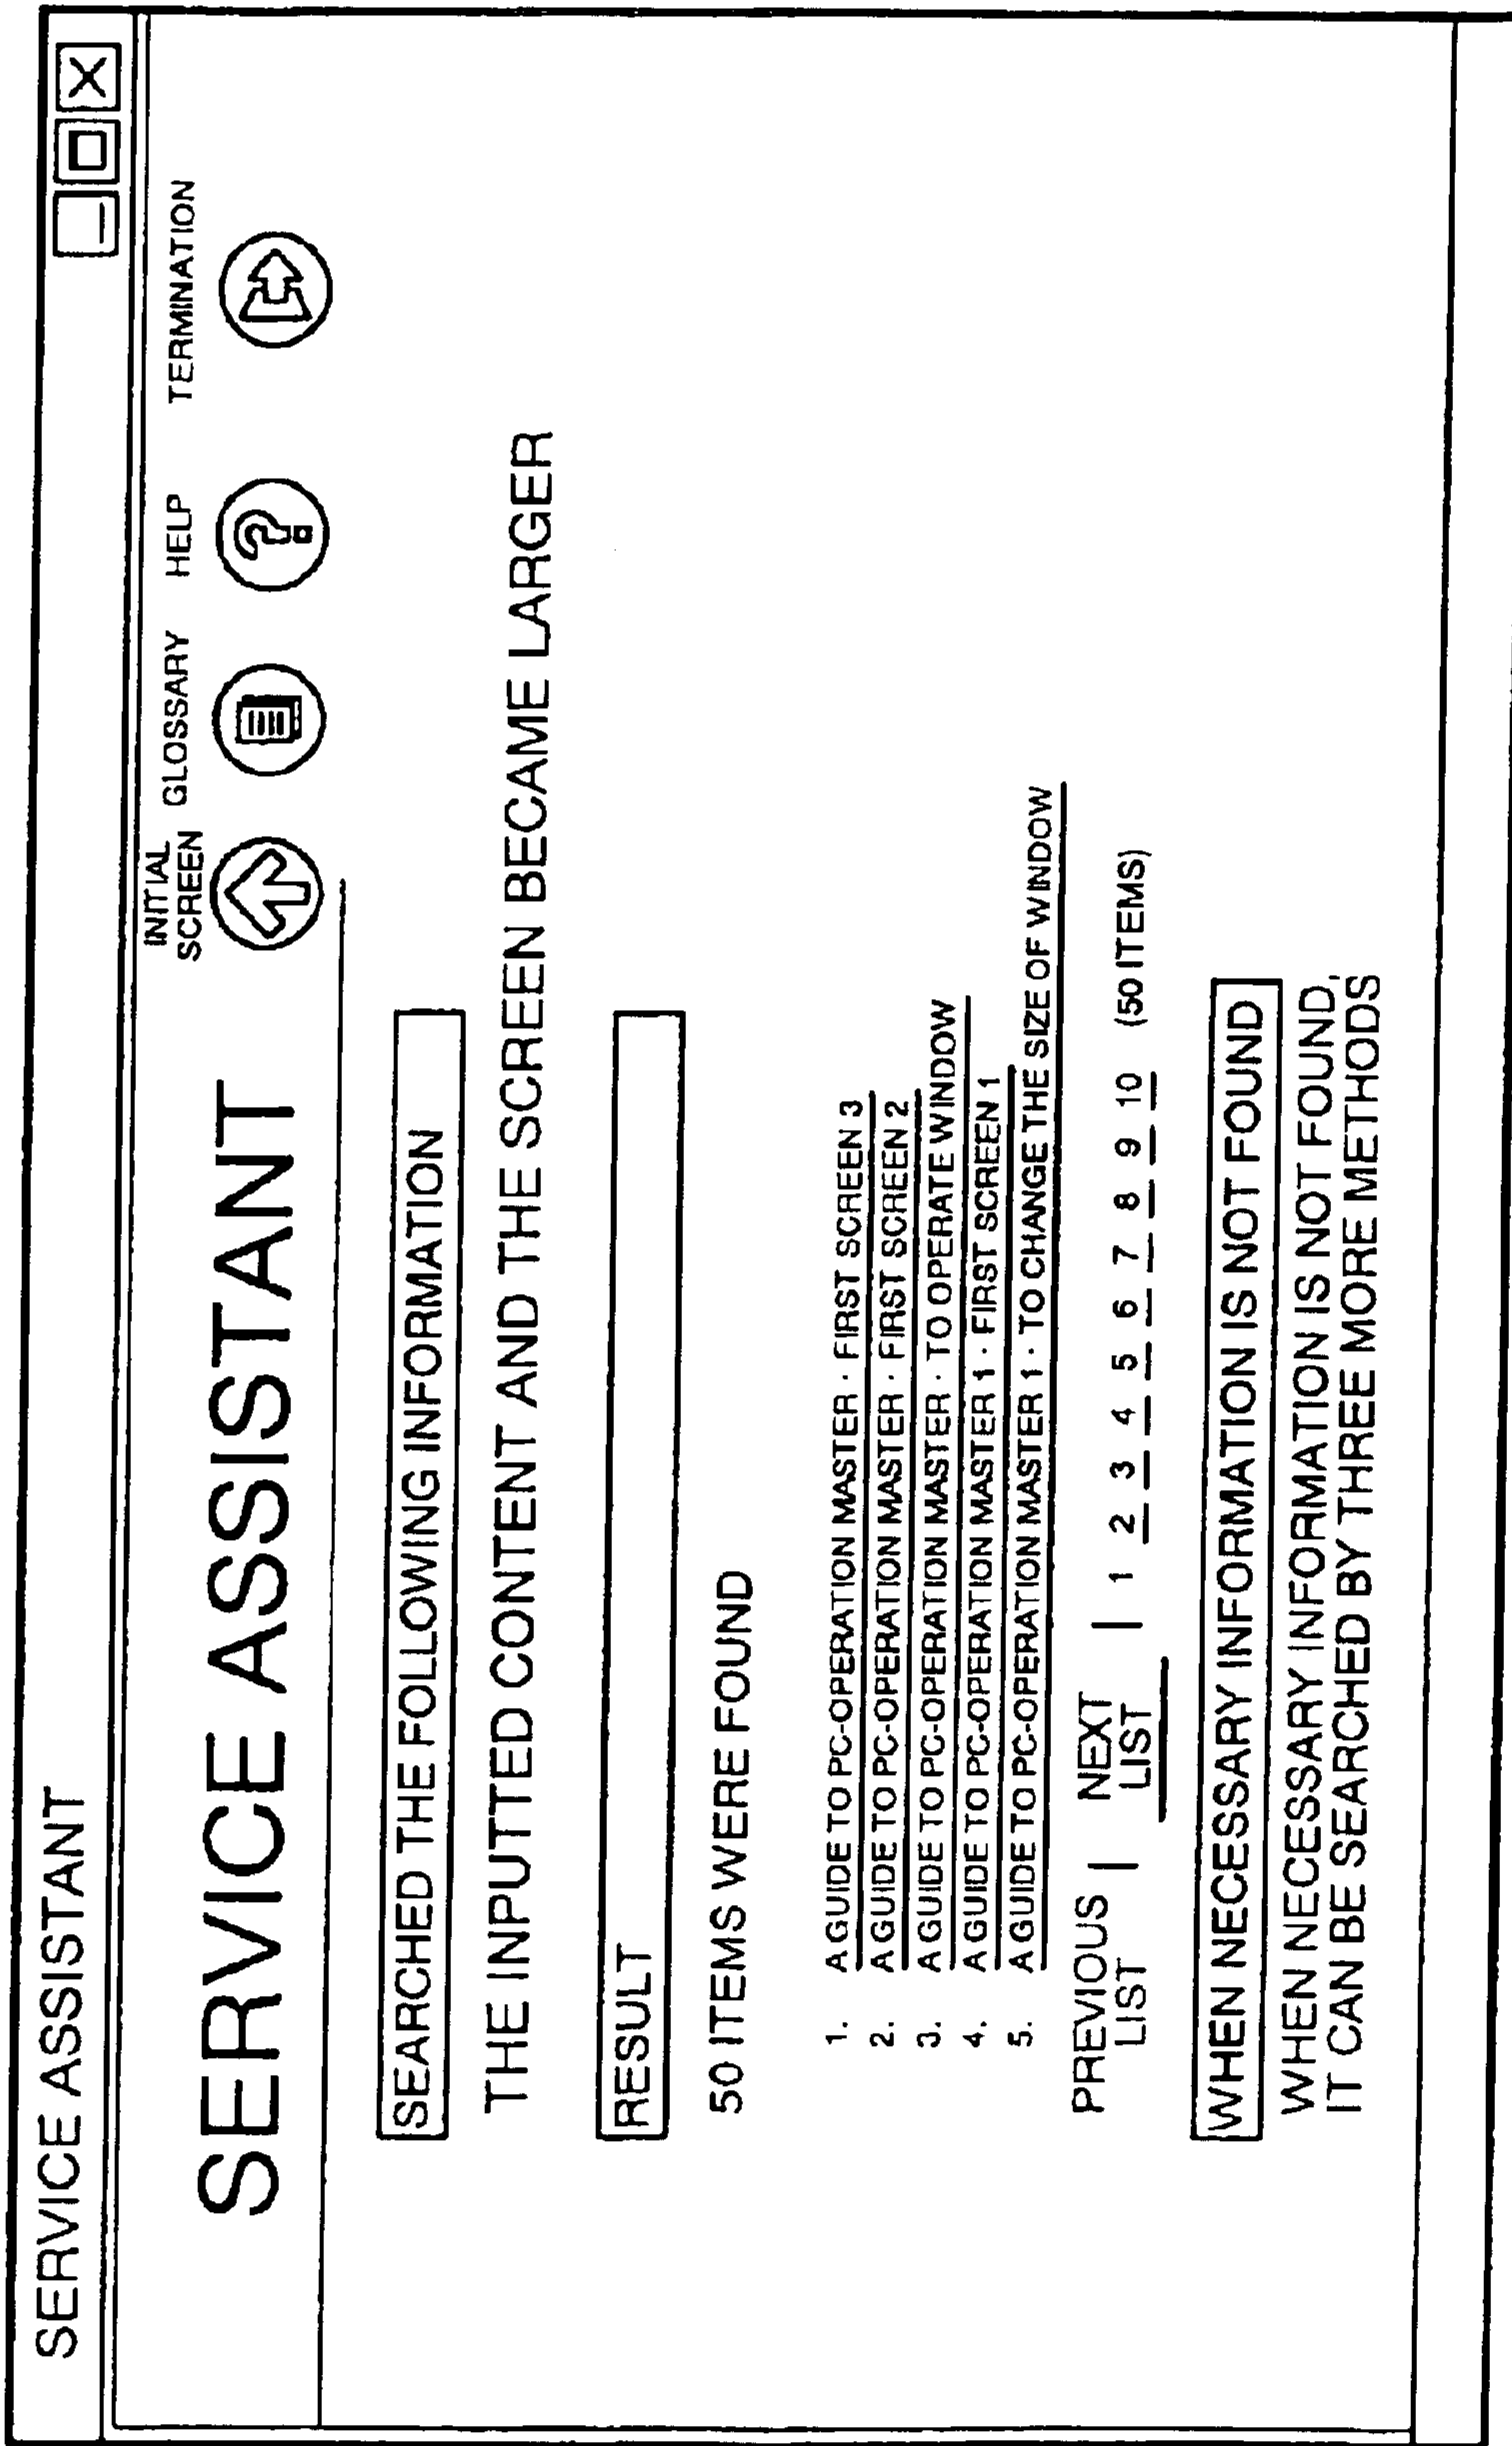 SERVICE ASSISTANT
SERVICE ASSISTANT
INITIAL
SCREEN
GLOSSARY
HELP
TERMINATION
SEARCHED THE FOLLOWING INFORMATION
THE INPUTTED CONTENT AND THE SCREEN BECAME LARGER
RESULT
50 ITEMS WERE FOUND
1. A GUIDE TO PC-OPERATION MASTER · FIRST SCREEN 3
2. A GUIDE TO PC-OPERATION MASTER · FIRST SCREEN 2
3. A GUIDE TO PC-OPERATION MASTER · TO OPERATE WINDOW
4. A GUIDE TO PC-OPERATION MASTER 1 · FIRST SCREEN 1
5. A GUIDE TO PC-OPERATION MASTER 1 · TO CHANGE THE SIZE OF WINDOW
PREVIOUS LIST | NEXT LIST | 1 2 3 4 5 6 7 8 9 10 (50 ITEMS)
WHEN NECESSARY INFORMATION IS NOT FOUND
WHEN NECESSARY INFORMATION IS NOT FOUND,
IT CAN BE SEARCHED BY THREE MORE METHODS